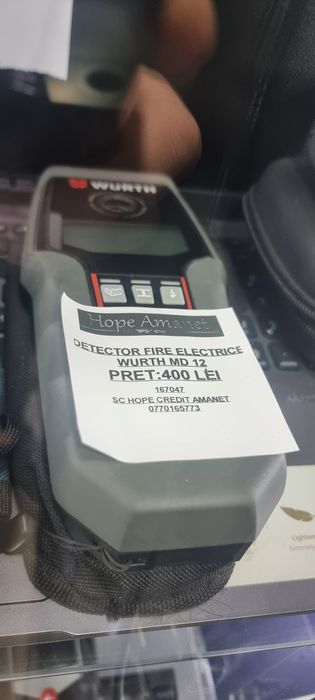 WURTH
Hope Amanet
DETECTOR FIRE ELECTRICE
WURTH MD 12
PRET:400 LEI
167047
SC HOPE CREDIT AMANET
0770165773